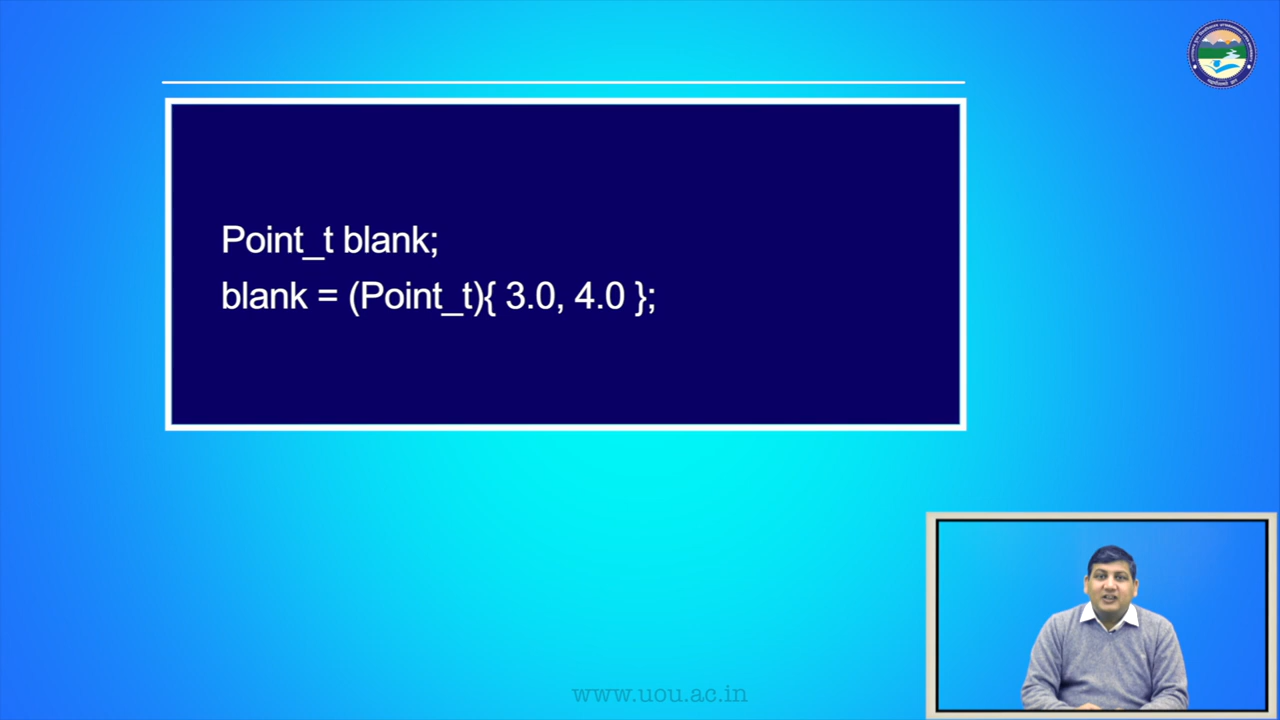 Point_t blank;
blank = (Point_t){ 3.0, 4.0 };
www.uou.ac.in